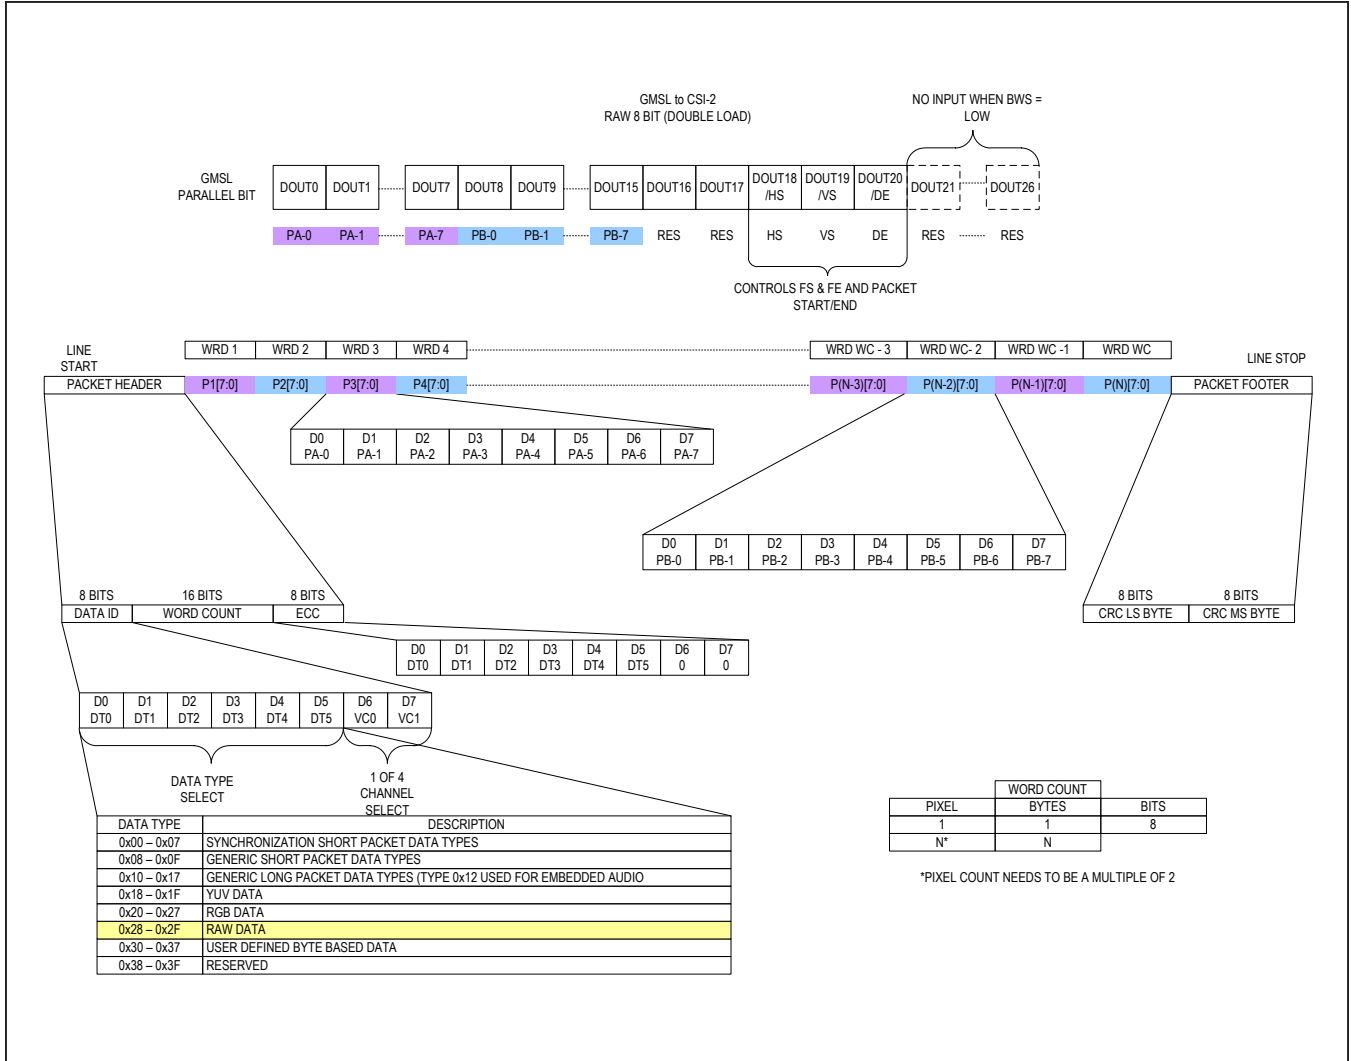 GMSL to CSI-2
RAW 8 BIT (DOUBLE LOAD)
NO INPUT WHEN BWS =
LOW
GMSL
PARALLEL BIT
DOUT0 DOUT1 DOUT7 DOUT8 DOUT9 DOUT15 DOUT16 DOUT17 DOUT18 /HS DOUT19 /VS DOUT20 /DE DOUT21 DOUT26
PA-0 PA-1 PA-7 PB-0 PB-1 PB-7 RES RES HS VS DE RES RES
CONTROLS FS & FE AND PACKET
START/END
LINE
START
WRD 1 WRD 2 WRD 3 WRD 4 WRD WC - 3 WRD WC- 2 WRD WC -1 WRD WC
LINE STOP
PACKET HEADER P1[7:0] P2[7:0] P3[7:0] P4[7:0] P(N-3)[7:0] P(N-2)[7:0] P(N-1)[7:0] P(N)[7:0] PACKET FOOTER
D0 D1 D2 D3 D4 D5 D6 D7
PA-0 PA-1 PA-2 PA-3 PA-4 PA-5 PA-6 PA-7
D0 D1 D2 D3 D4 D5 D6 D7
PB-0 PB-1 PB-2 PB-3 PB-4 PB-5 PB-6 PB-7
8 BITS 16 BITS 8 BITS
DATA ID WORD COUNT ECC
8 BITS 8 BITS
CRC LS BYTE CRC MS BYTE
D0 D1 D2 D3 D4 D5 D6 D7
DT0 DT1 DT2 DT3 DT4 DT5 0 0
D0 D1 D2 D3 D4 D5 D6 D7
DT0 DT1 DT2 DT3 DT4 DT5 VC0 VC1
DATA TYPE
SELECT
1 OF 4
CHANNEL
SELECT
DATA TYPE DESCRIPTION
0x00 – 0x07 SYNCHRONIZATION SHORT PACKET DATA TYPES
0x08 – 0x0F GENERIC SHORT PACKET DATA TYPES
0x10 – 0x17 GENERIC LONG PACKET DATA TYPES (TYPE 0x12 USED FOR EMBEDDED AUDIO
0x18 – 0x1F YUV DATA
0x20 – 0x27 RGB DATA
0x28 – 0x2F RAW DATA
0x30 – 0x37 USER DEFINED BYTE BASED DATA
0x38 – 0x3F RESERVED
WORD COUNT
PIXEL BYTES BITS
1 1 8
N* N
*PIXEL COUNT NEEDS TO BE A MULTIPLE OF 2